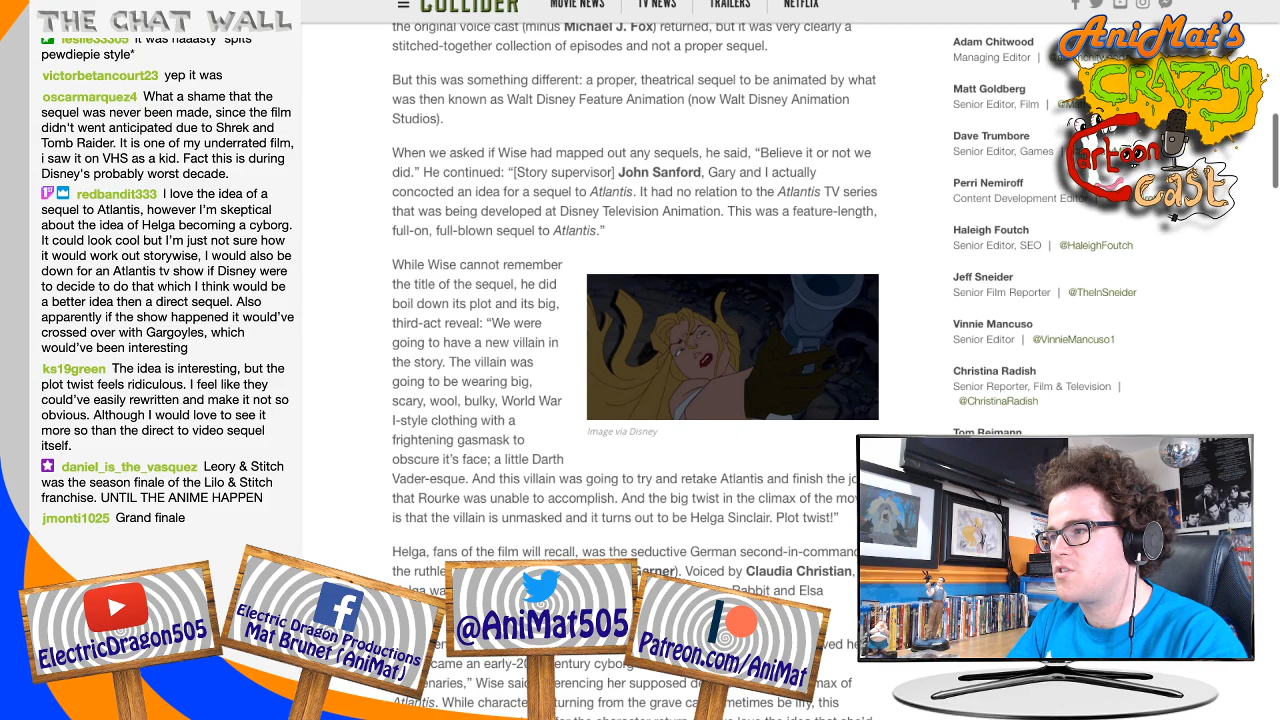 THE CHAT WALL
leslie33305 it was naaasty *spits
pewdiepie style*
victorbetancourt23 yep it was
oscarmarquez4 What a shame that the
sequel was never been made, since the film
didn't went anticipated due to Shrek and
Tomb Raider. It is one of my underrated film,
i saw it on VHS as a kid. Fact this is during
Disney's probably worst decade.
redbandit333 I love the idea of a
sequel to Atlantis, however I'm skeptical
about the idea of Helga becoming a cyborg.
It could look cool but I'm just not sure how
it would work out storywise, I would also be
down for an Atlantis tv show if Disney were
to decide to do that which I think would be
a better idea then a direct sequel. Also
apparently if the show happened it would've
crossed over with Gargoyles, which
would've been interesting
ks19green The idea is interesting, but the
plot twist feels ridiculous. I feel like they
could've easily rewritten and make it not so
obvious. Although I would love to see it
more so than the direct to video sequel
itself.
daniel_is_the_vasquez Leory & Stitch
was the season finale of the Lilo & Stitch
franchise. UNTIL THE ANIME HAPPEN
jmonti1025 Grand finale
COLLIDER
MOVIE NEWS
TV NEWS
TRAILERS
NETFLIX
the original voice cast (minus Michael J. Fox) returned, but it was very clearly a
stitched-together collection of episodes and not a proper sequel.
But this was something different: a proper, theatrical sequel to be animated by what
was then known as Walt Disney Feature Animation (now Walt Disney Animation
Studios).
When we asked if Wise had mapped out any sequels, he said, “Believe it or not we
did.” He continued: “[Story supervisor] John Sanford, Gary and I actually
concocted an idea for a sequel to Atlantis. It had no relation to the Atlantis TV series
that was being developed at Disney Television Animation. This was a feature-length,
full-on, full-blown sequel to Atlantis.”
While Wise cannot remember
the title of the sequel, he did
boil down its plot and its big,
third-act reveal: “We were
going to have a new villain in
the story. The villain was
going to be wearing big,
scary, wool, bulky, World War
I-style clothing with a
frightening gasmask to
obscure it's face; a little Darth
Image via Disney
Vader-esque. And this villain was going to try and retake Atlantis and finish the
that Rourke was unable to accomplish. And the big twist in the climax of the
is that the villain is unmasked and it turns out to be Helga Sinclair. Plot twist!”
Helga, fans of the film will recall, was the seductive German second-in-command
the Voiced by Claudia Christian,
Rabbit and Elsa
came an early-20 century
Wise
Atlantis. While turning from the grave
Adam Chitwood
Managing Editor |
Matt Goldberg
Senior Editor, Film |
Dave Trumbore
Senior Editor, Games |
Perri Nemiroff
Content Development
Haleigh Foutch
Senior Editor, SEO | @HaleighFoutch
Jeff Sneider
Senior Film Reporter | @TheInSneider
Vinnie Mancuso
Senior Editor | @VinnieMancuso1
Christina Radish
Senior Reporter, Film & Television |
@ChristinaRadish
Tom Reimann
AniMat's
CRAZY
Cartoon
Cast
ElectricDragon505
Electric Dragon Productions
Mat Brunet (AniMat)
@AniMat505
Patreon.com/AniMat